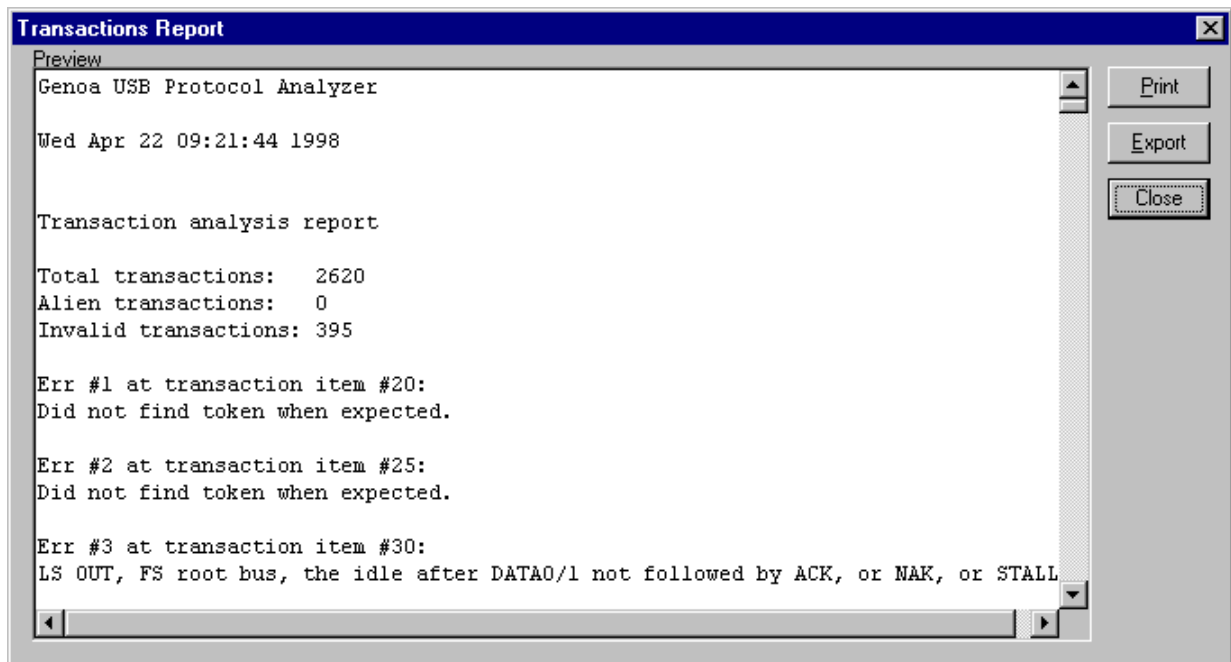 Transactions Report
Preview
Genoa USB Protocol Analyzer
Wed Apr 22 09:21:44 1998
Transaction analysis report
Total transactions: 2620
Alien transactions: 0
Invalid transactions: 395
Err #1 at transaction item #20:
Did not find token when expected.
Err #2 at transaction item #25:
Did not find token when expected.
Err #3 at transaction item #30:
LS OUT, FS root bus, the idle after DATA0/1 not followed by ACK, or NAK, or STALL
Print
Export
Close